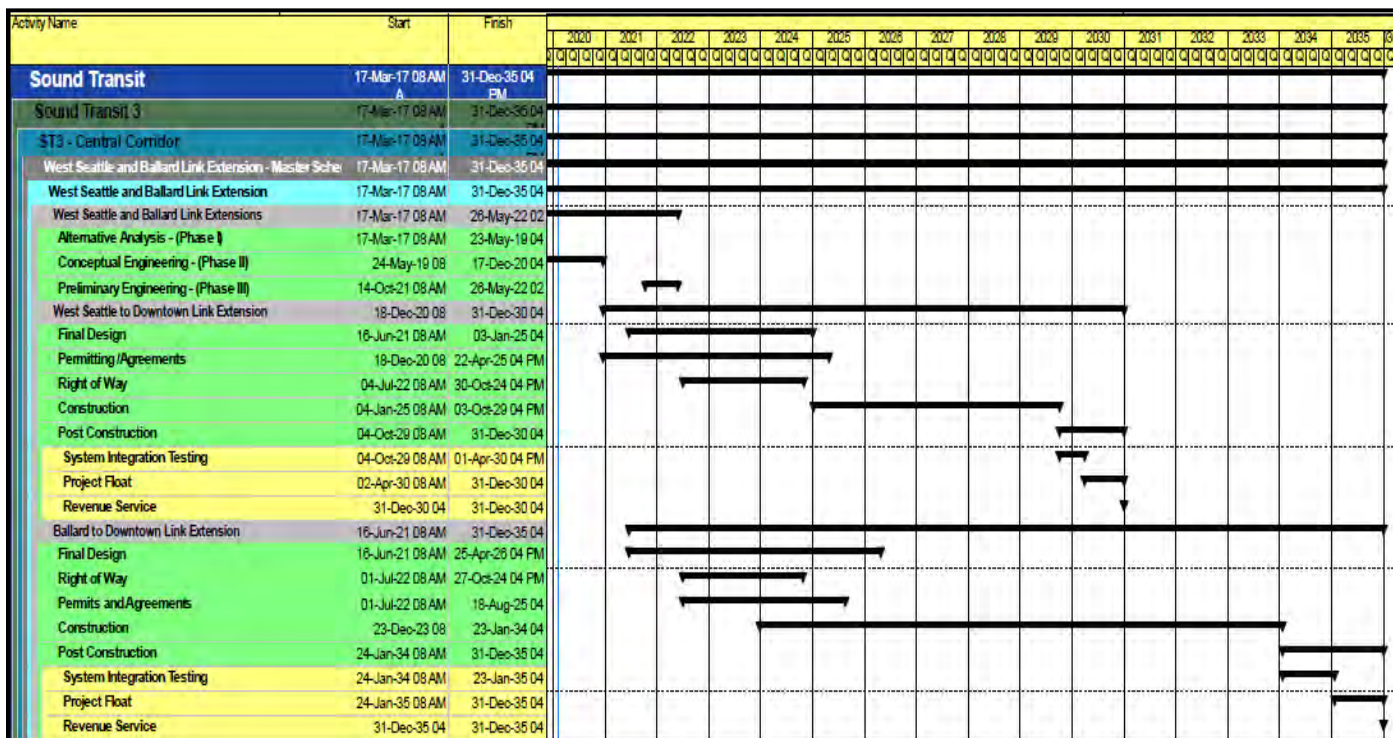 Activity Name Start Finish
2020 2021 2022 2023 2024 2025 2026 2027 2028 2029 2030 2031 2032 2033 2034 2035
Q Q Q Q Q Q Q Q Q Q Q Q Q Q Q Q Q Q Q Q Q Q Q Q Q Q Q Q Q Q Q Q Q Q Q Q Q Q Q Q Q Q Q Q Q Q Q Q Q Q Q Q Q Q Q Q Q Q Q Q Q Q Q Q
Sound Transit 17-Mar-17 08 AM 31-Dec-35 04
A PM
Sound Transit 3 17-Mar-17 08 AM 31-Dec-35 04
ST3 - Central Corridor 17-Mar-17 08 AM 31-Dec-35 04
West Seattle and Ballard Link Extension - Master Sche 17-Mar-17 08 AM 31-Dec-35 04
West Seattle and Ballard Link Extension 17-Mar-17 08 AM 31-Dec-35 04
West Seattle and Ballard Link Extensions 17-Mar-17 08 AM 26-May-22 02
Alternative Analysis - (Phase I) 17-Mar-17 08 AM 23-May-19 04
Conceptual Engineering - (Phase II) 24-May-19 08 17-Dec-20 04
Preliminary Engineering - (Phase III) 14-Oct-21 08 AM 26-May-22 02
West Seattle to Downtown Link Extension 18-Dec-20 08 31-Dec-30 04
Final Design 16-Jun-21 08 AM 03-Jan-25 04
Permitting /Agreements 18-Dec-20 08 22-Apr-25 04 PM
Right of Way 04-Jul-22 08 AM 30-Oct-24 04 PM
Construction 04-Jan-25 08 AM 03-Oct-29 04 PM
Post Construction 04-Oct-29 08 AM 31-Dec-30 04
System Integration Testing 04-Oct-29 08 AM 01-Apr-30 04 PM
Project Float 02-Apr-30 08 AM 31-Dec-30 04
Revenue Service 31-Dec-30 04 31-Dec-30 04
Ballard to Downtown Link Extension 16-Jun-21 08 AM 31-Dec-35 04
Final Design 16-Jun-21 08 AM 25-Apr-26 04 PM
Right of Way 01-Jul-22 08 AM 27-Oct-24 04 PM
Permits and Agreements 01-Jul-22 08 AM 18-Aug-25 04
Construction 23-Dec-23 08 23-Jan-34 04
Post Construction 24-Jan-34 08 AM 31-Dec-35 04
System Integration Testing 24-Jan-34 08 AM 23-Jan-35 04
Project Float 24-Jan-35 08 AM 31-Dec-35 04
Revenue Service 31-Dec-35 04 31-Dec-35 04